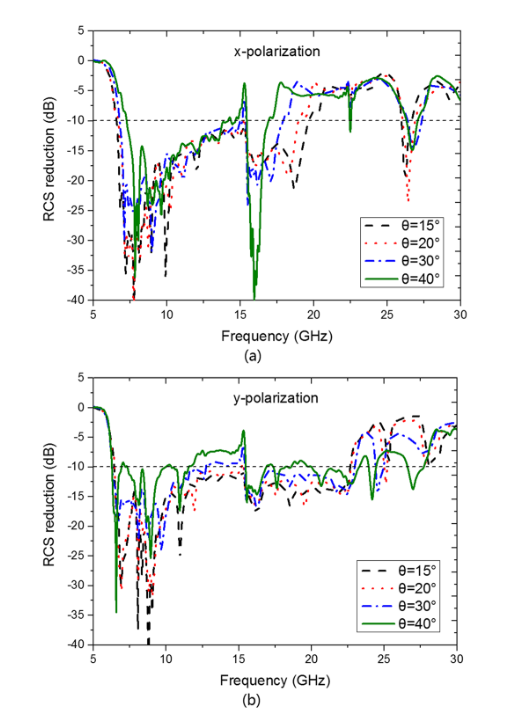 x-polarization
RCS reduction (dB)
5
0
-5
-10
-15
-20
-25
-30
-35
-40
θ=15°
θ=20°
θ=30°
θ=40°
5 10 15 20 25 30
Frequency (GHz)
(a)
y-polarization
RCS reduction (dB)
5
0
-5
-10
-15
-20
-25
-30
-35
-40
θ=15°
θ=20°
θ=30°
θ=40°
5 10 15 20 25 30
Frequency (GHz)
(b)